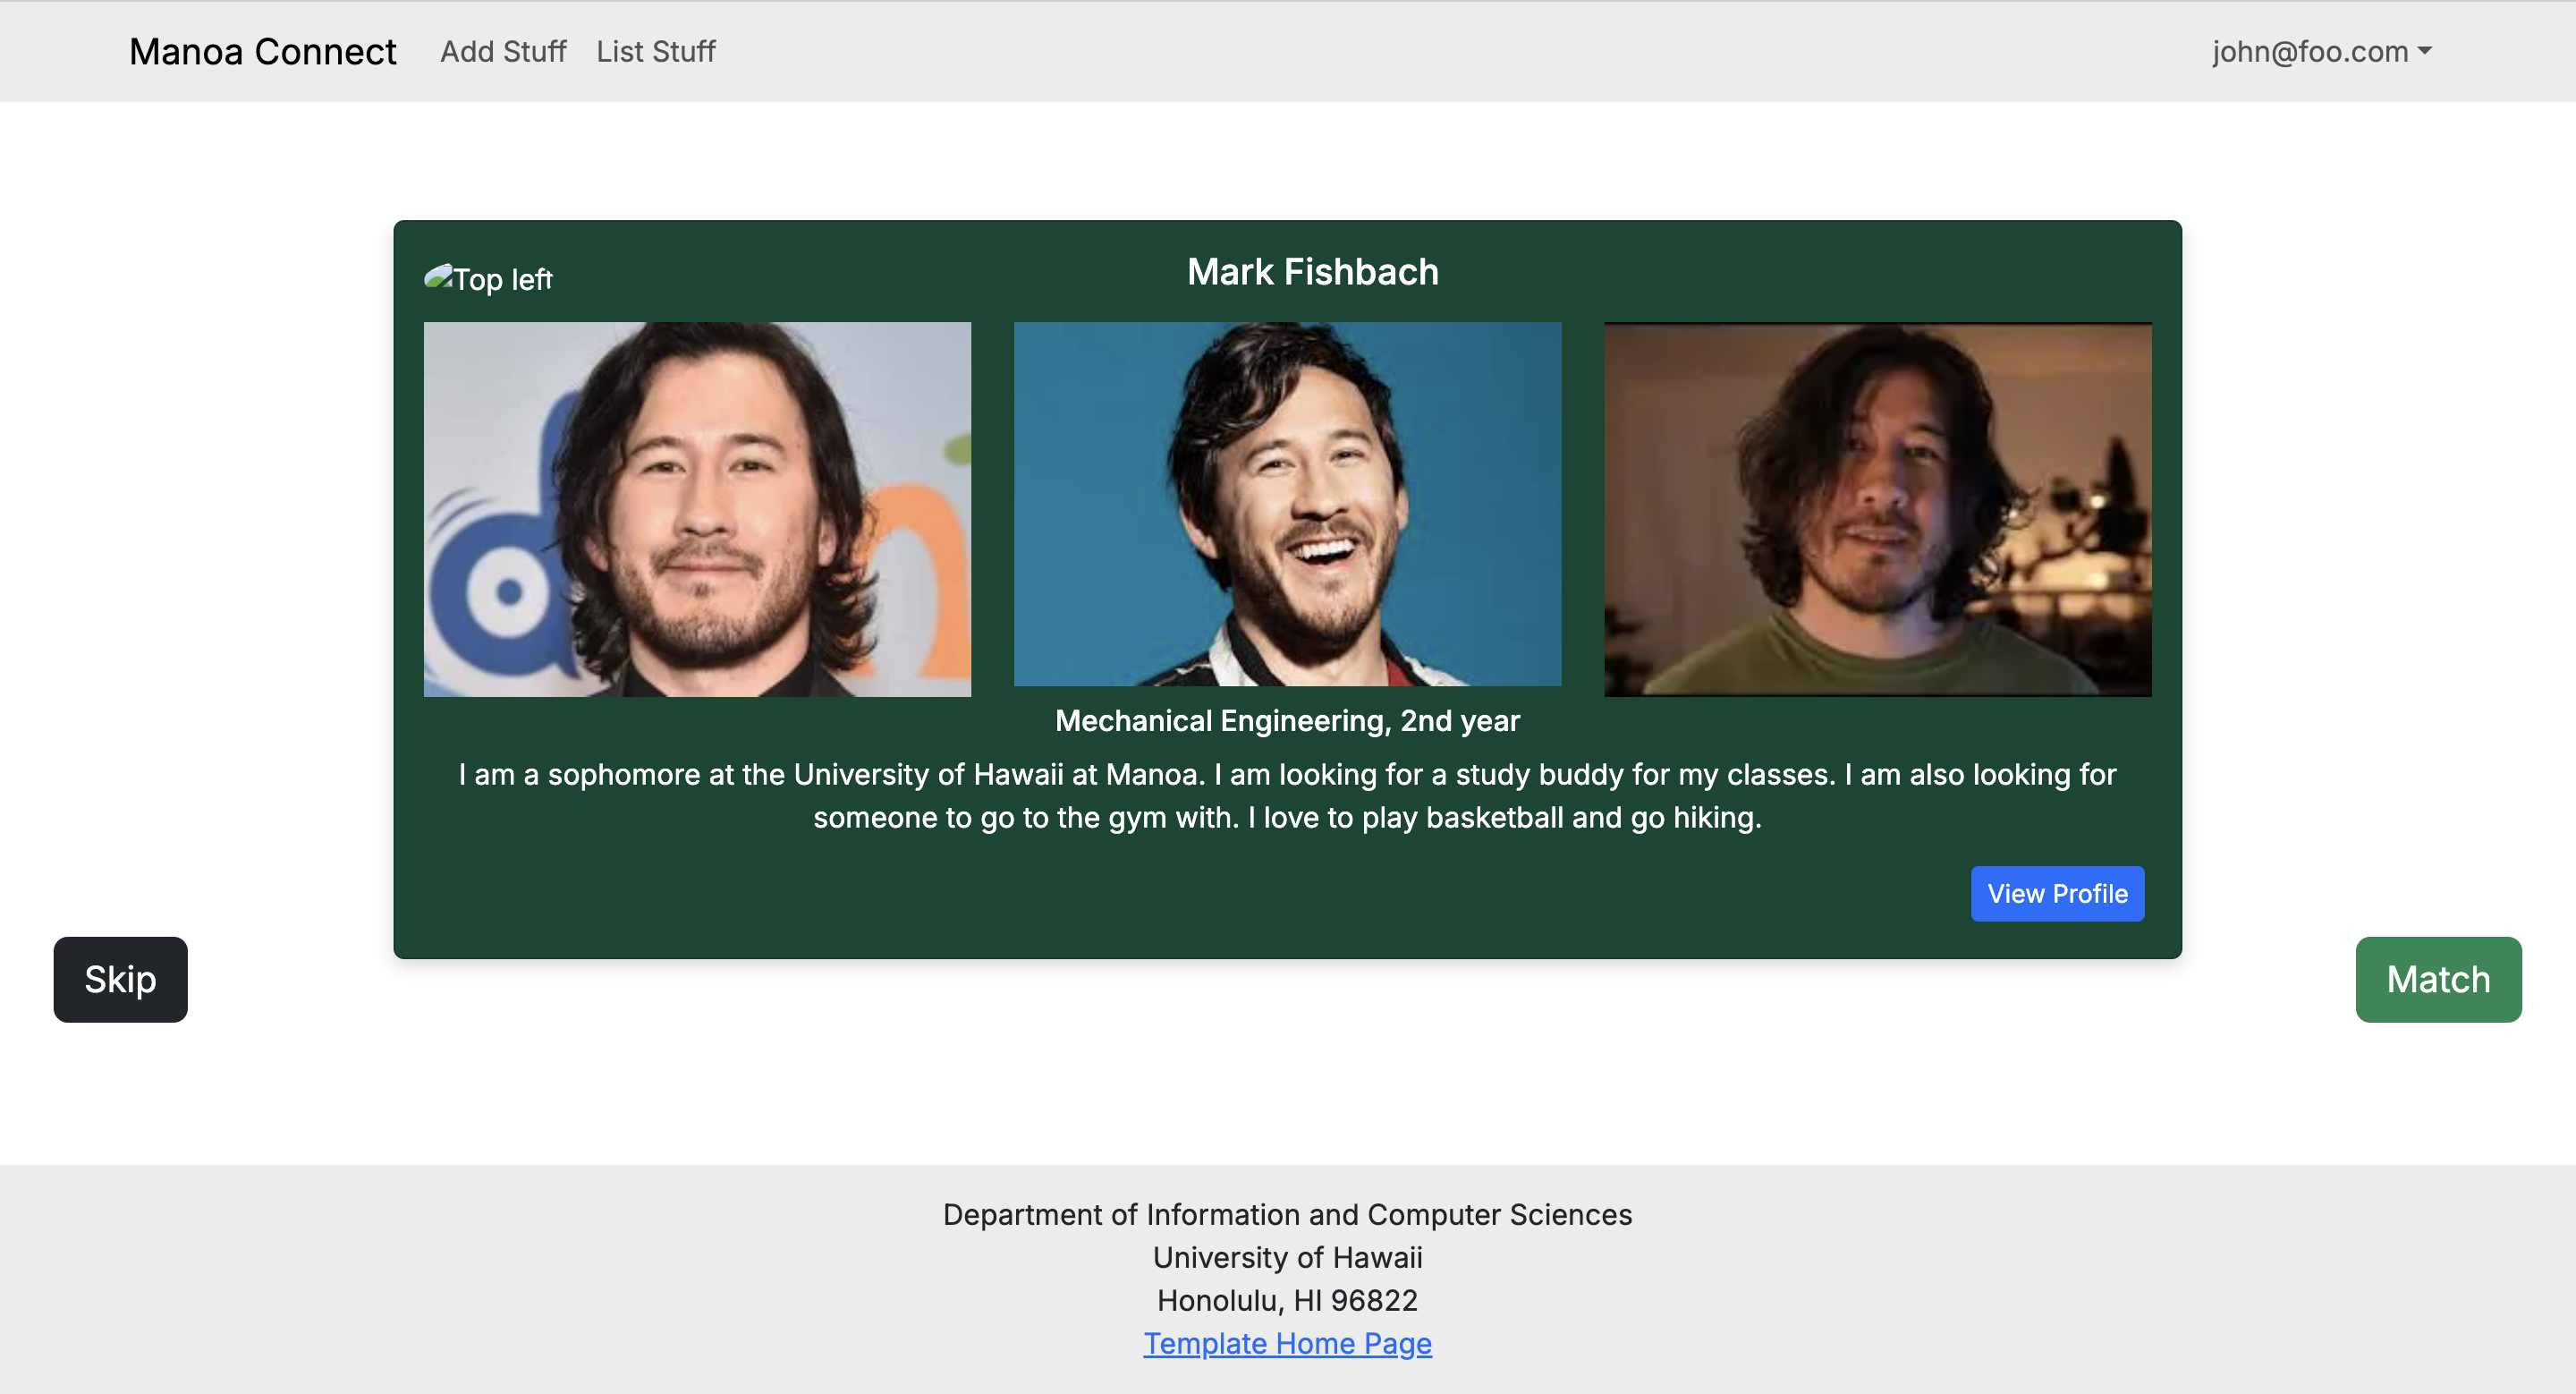 Manoa Connect Add Stuff List Stuff john@foo.com
Top left
Mark Fishbach
Mechanical Engineering, 2nd year
I am a sophomore at the University of Hawaii at Manoa. I am looking for a study buddy for my classes. I am also looking for
someone to go to the gym with. I love to play basketball and go hiking.
View Profile
Skip
Match
Department of Information and Computer Sciences
University of Hawaii
Honolulu, HI 96822
Template Home Page